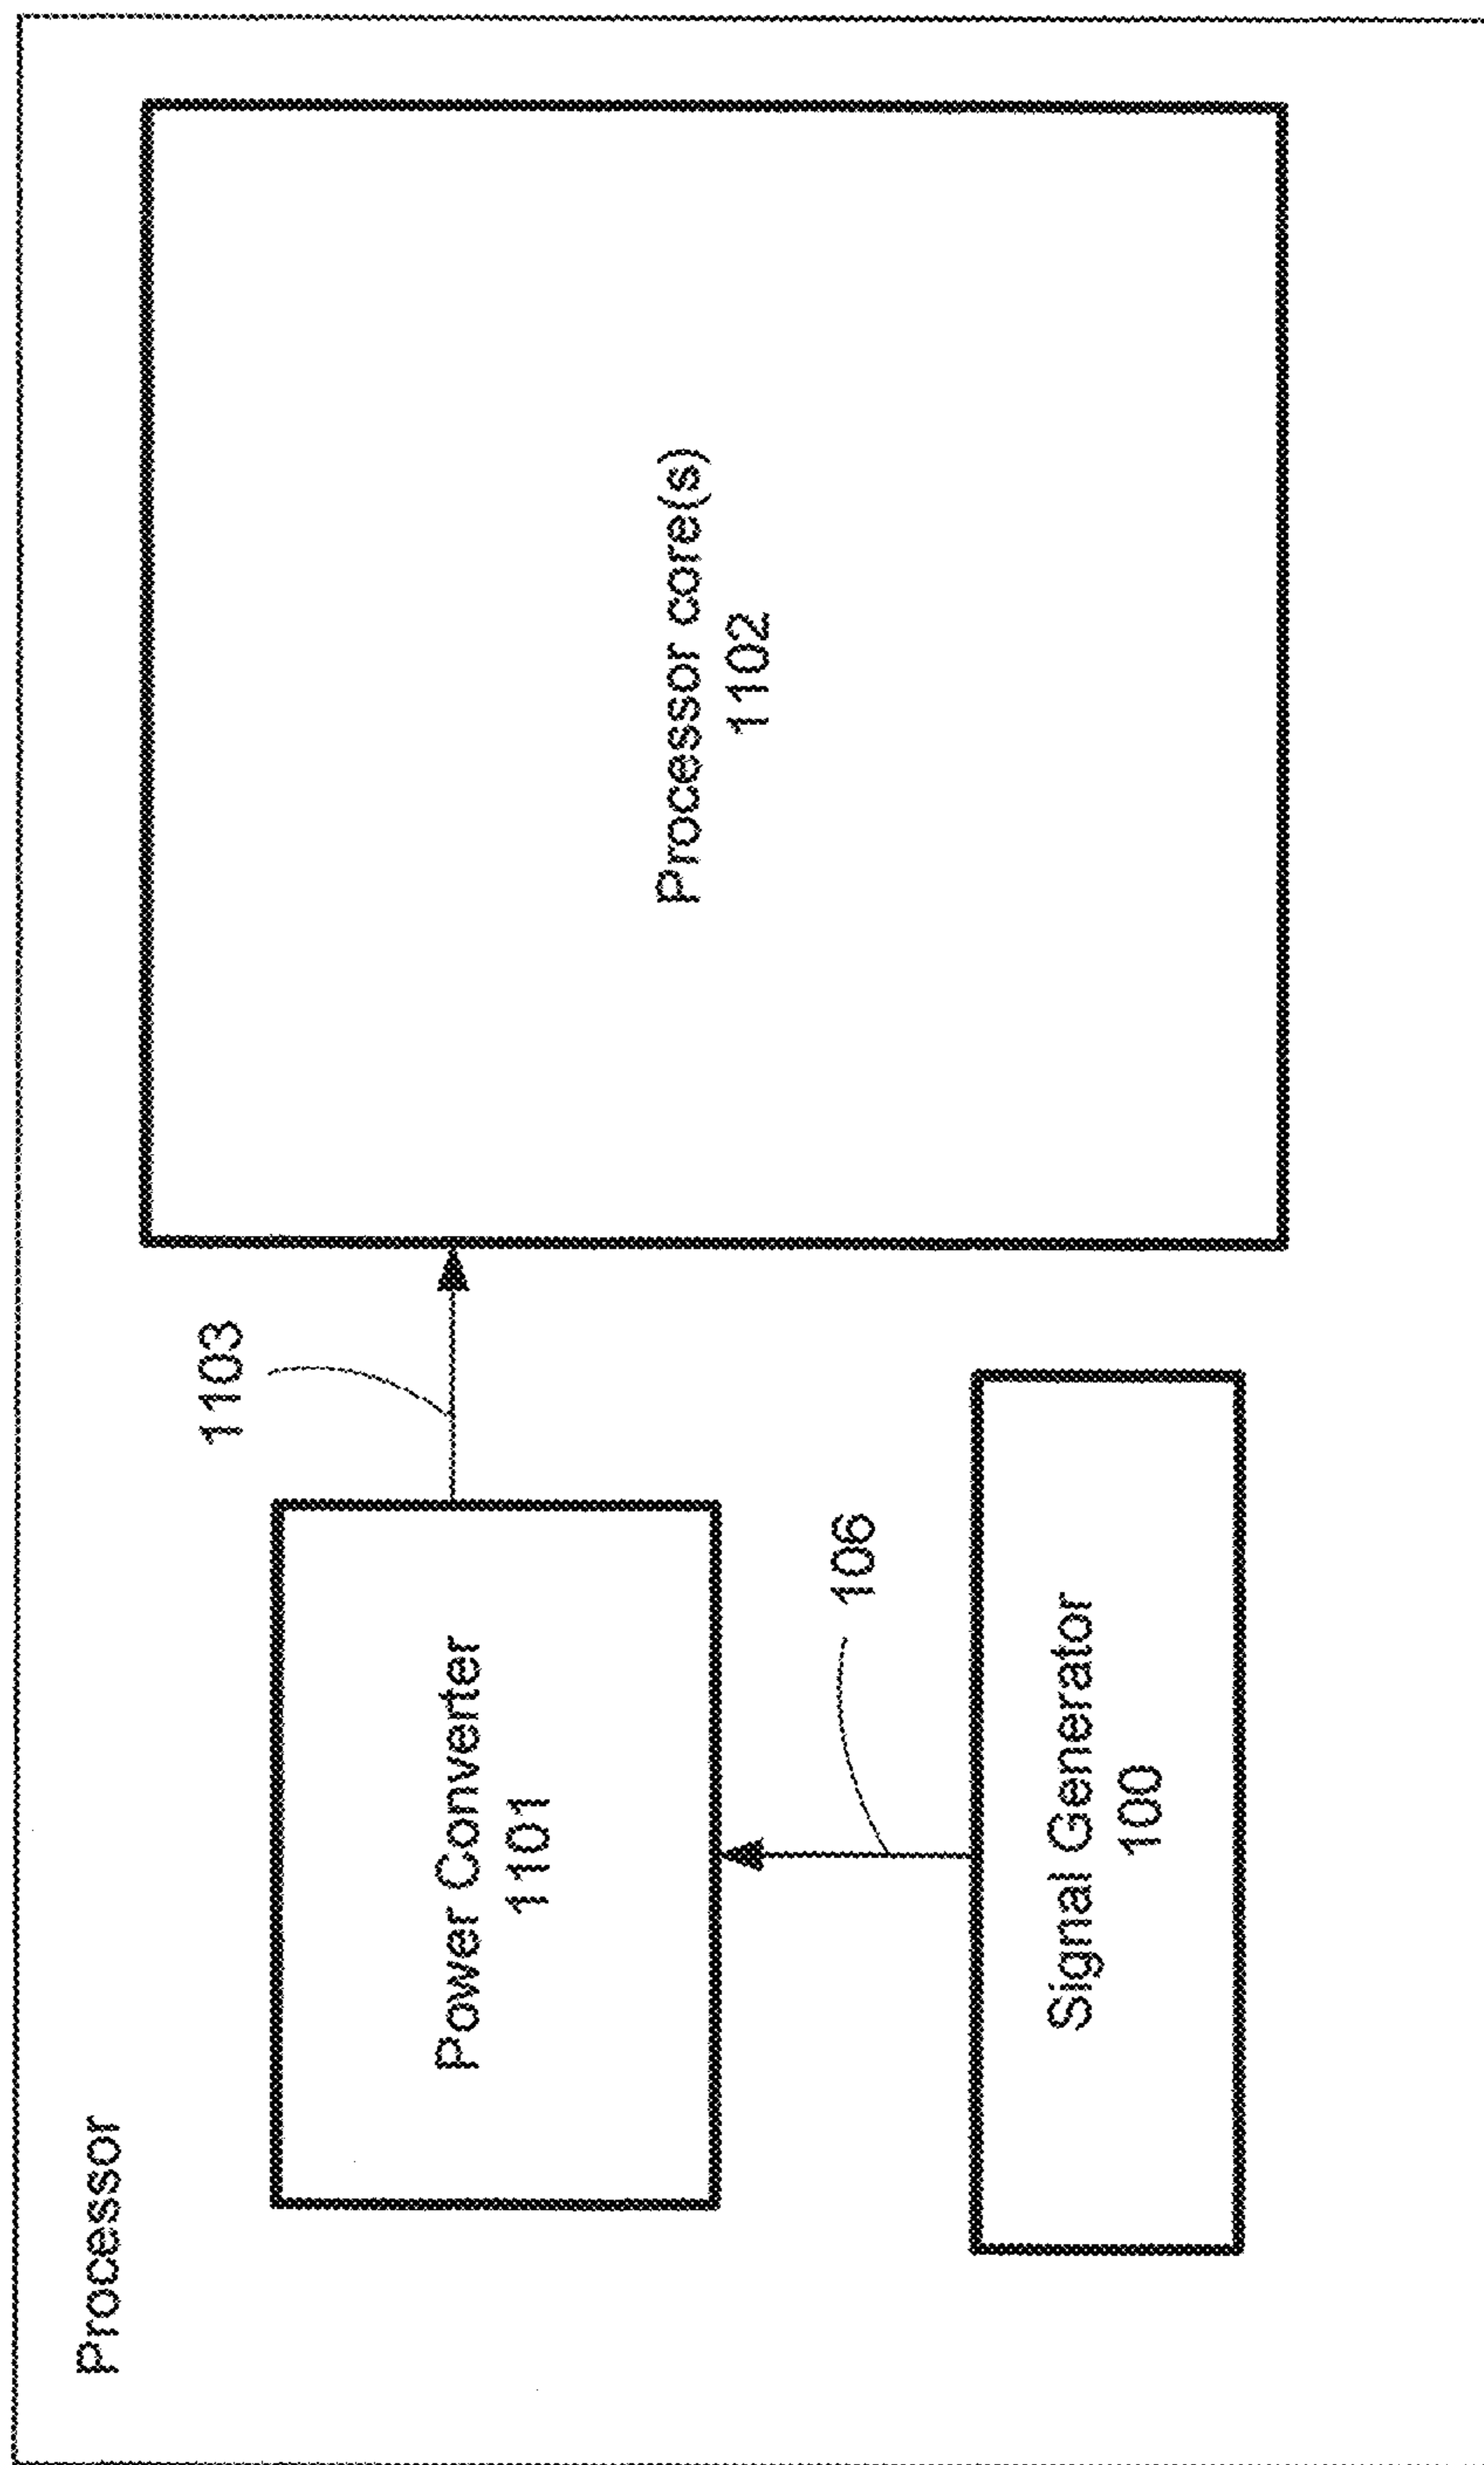 Processor
Power Converter
1101
1103
Processor core(s)
1102
106
Signal Generator
100